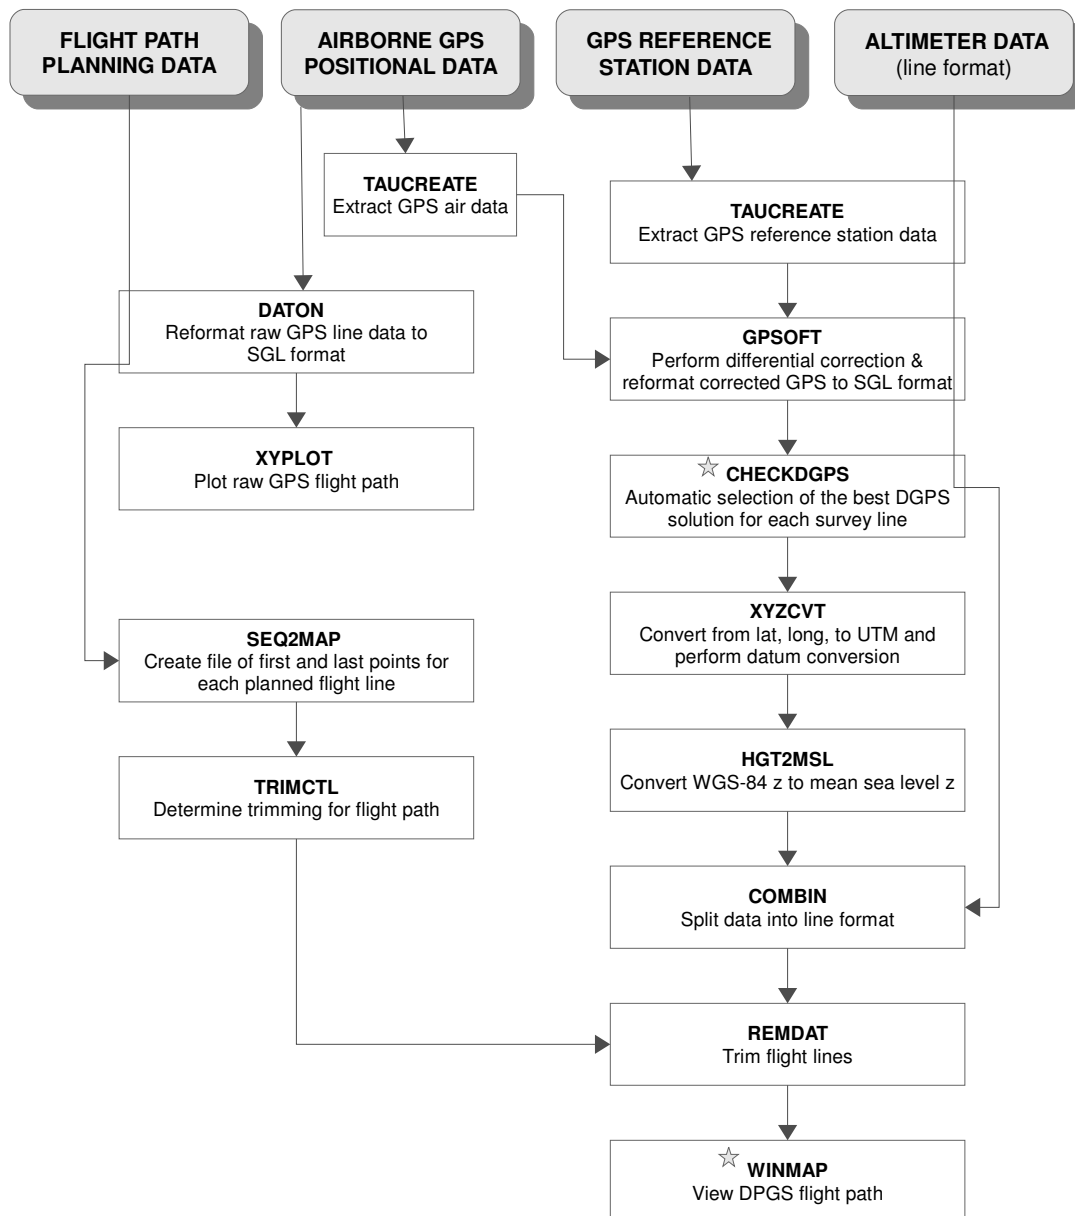 FLIGHT PATH
PLANNING DATA
AIRBORNE GPS
POSITIONAL DATA
GPS REFERENCE
STATION DATA
ALTIMETER DATA
(line format)
TAUCREATE
Extract GPS air data
TAUCREATE
Extract GPS reference station data
DATON
Reformat raw GPS line data to
SGL format
GPSOFT
Perform differential correction &
reformat corrected GPS to SGL format
XYPLOT
Plot raw GPS flight path
CHECKDGPS
Automatic selection of the best DGPS
solution for each survey line
SEQ2MAP
Create file of first and last points for
each planned flight line
XYZCVT
Convert from lat, long, to UTM and
perform datum conversion
TRIMCTL
Determine trimming for flight path
HGT2MSL
Convert WGS-84 z to mean sea level z
COMBIN
Split data into line format
REMDAT
Trim flight lines
WINMAP
View DPGS flight path